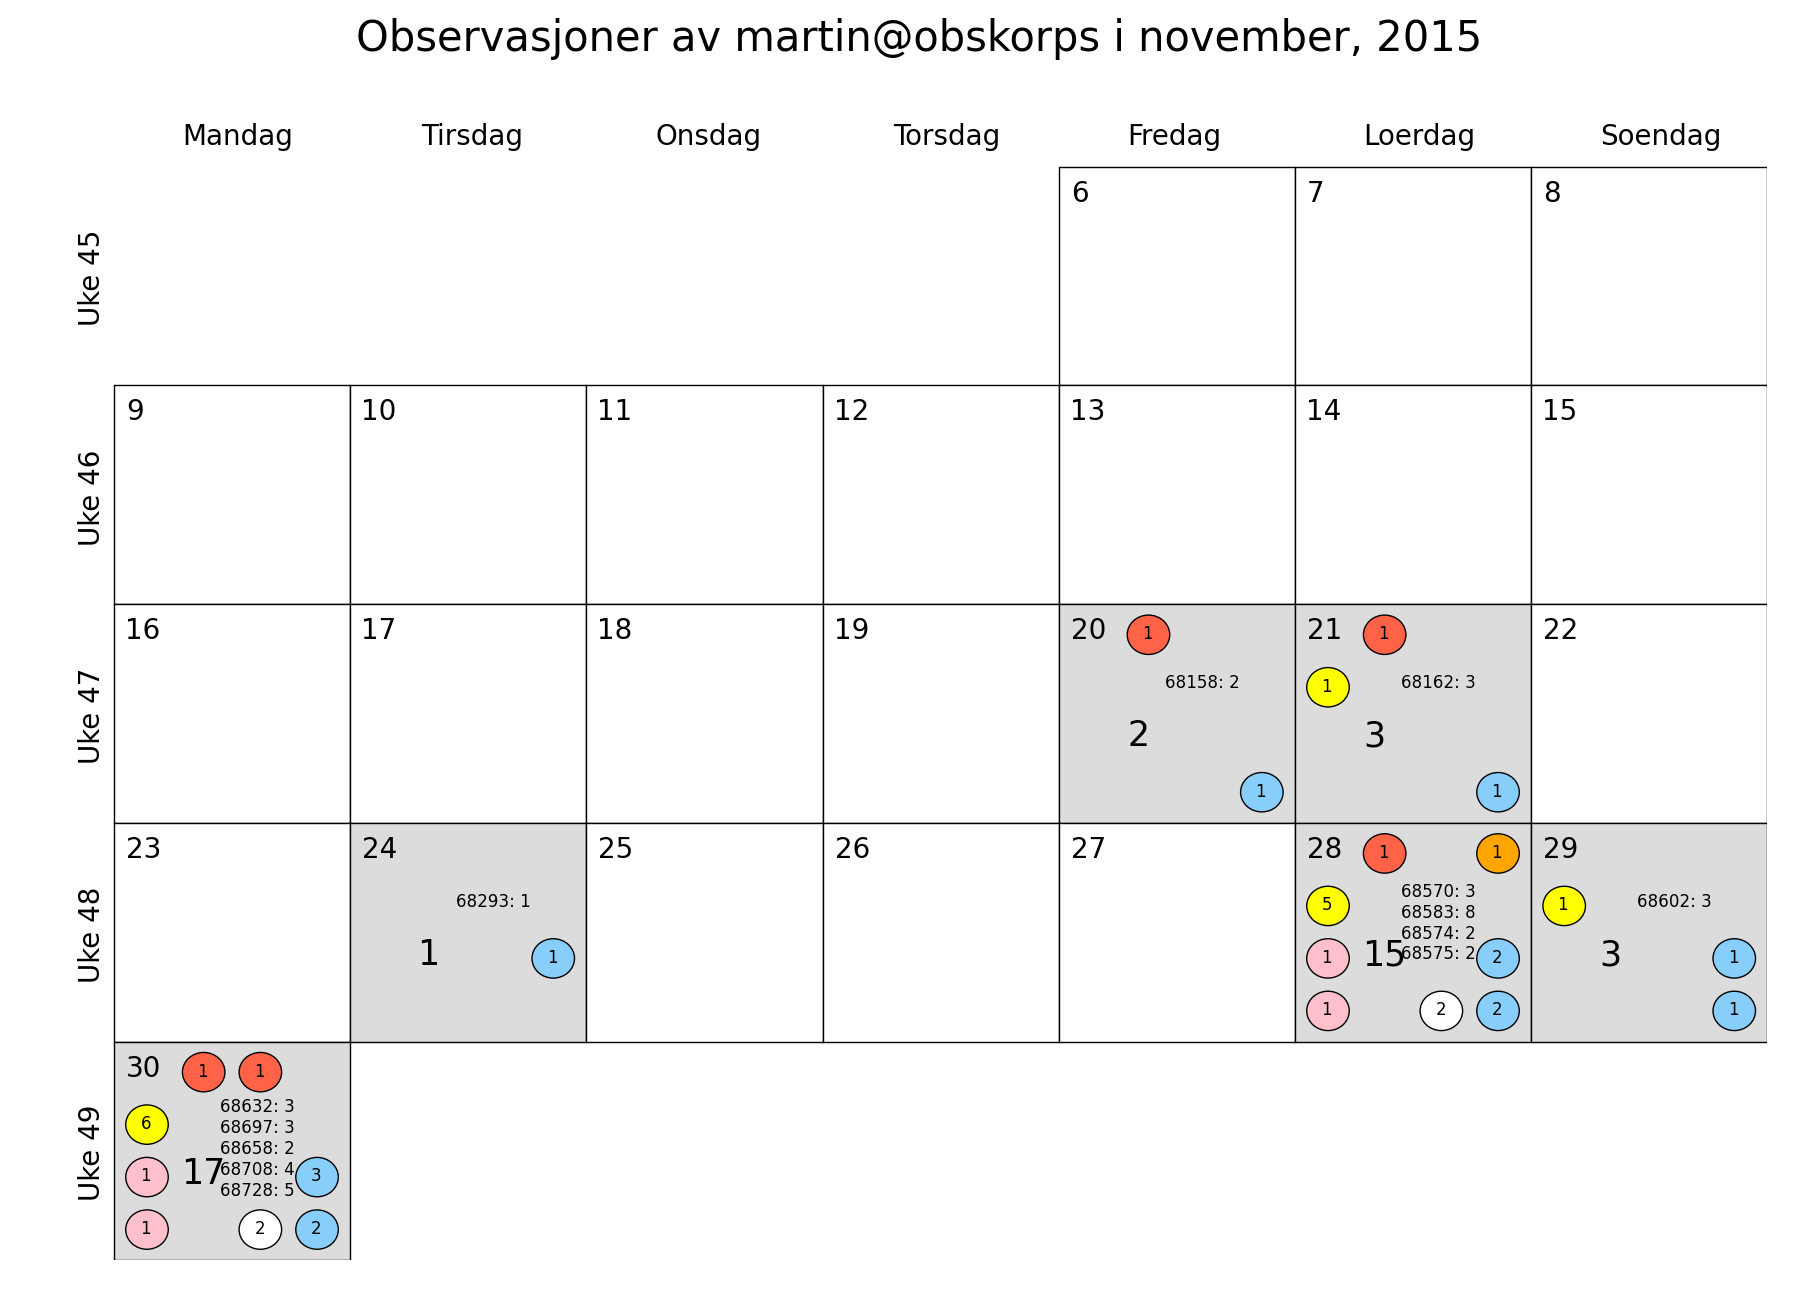 Observasjoner av martin@obskorps i november, 2015
Mandag Tirsdag Onsdag Torsdag Fredag Loerdag Soendag
Uke 45
6 7 8
Uke 46
9 10 11 12 13 14 15
Uke 47
16 17 18 19 20 1 21 1 22
68158: 2 1 68162: 3
2 3
1 1
Uke 48
23 24 25 26 27 28 1 1 29
68293: 1 5 68570: 3 1 68602: 3
68583: 8
68574: 2
1 1 1 15 68575: 2 2 3 1
1 2 2 1
Uke 49
30 1 1
68632: 3
6 68697: 3
68658: 2
1 17 68708: 4 3
68728: 5
1 2 2